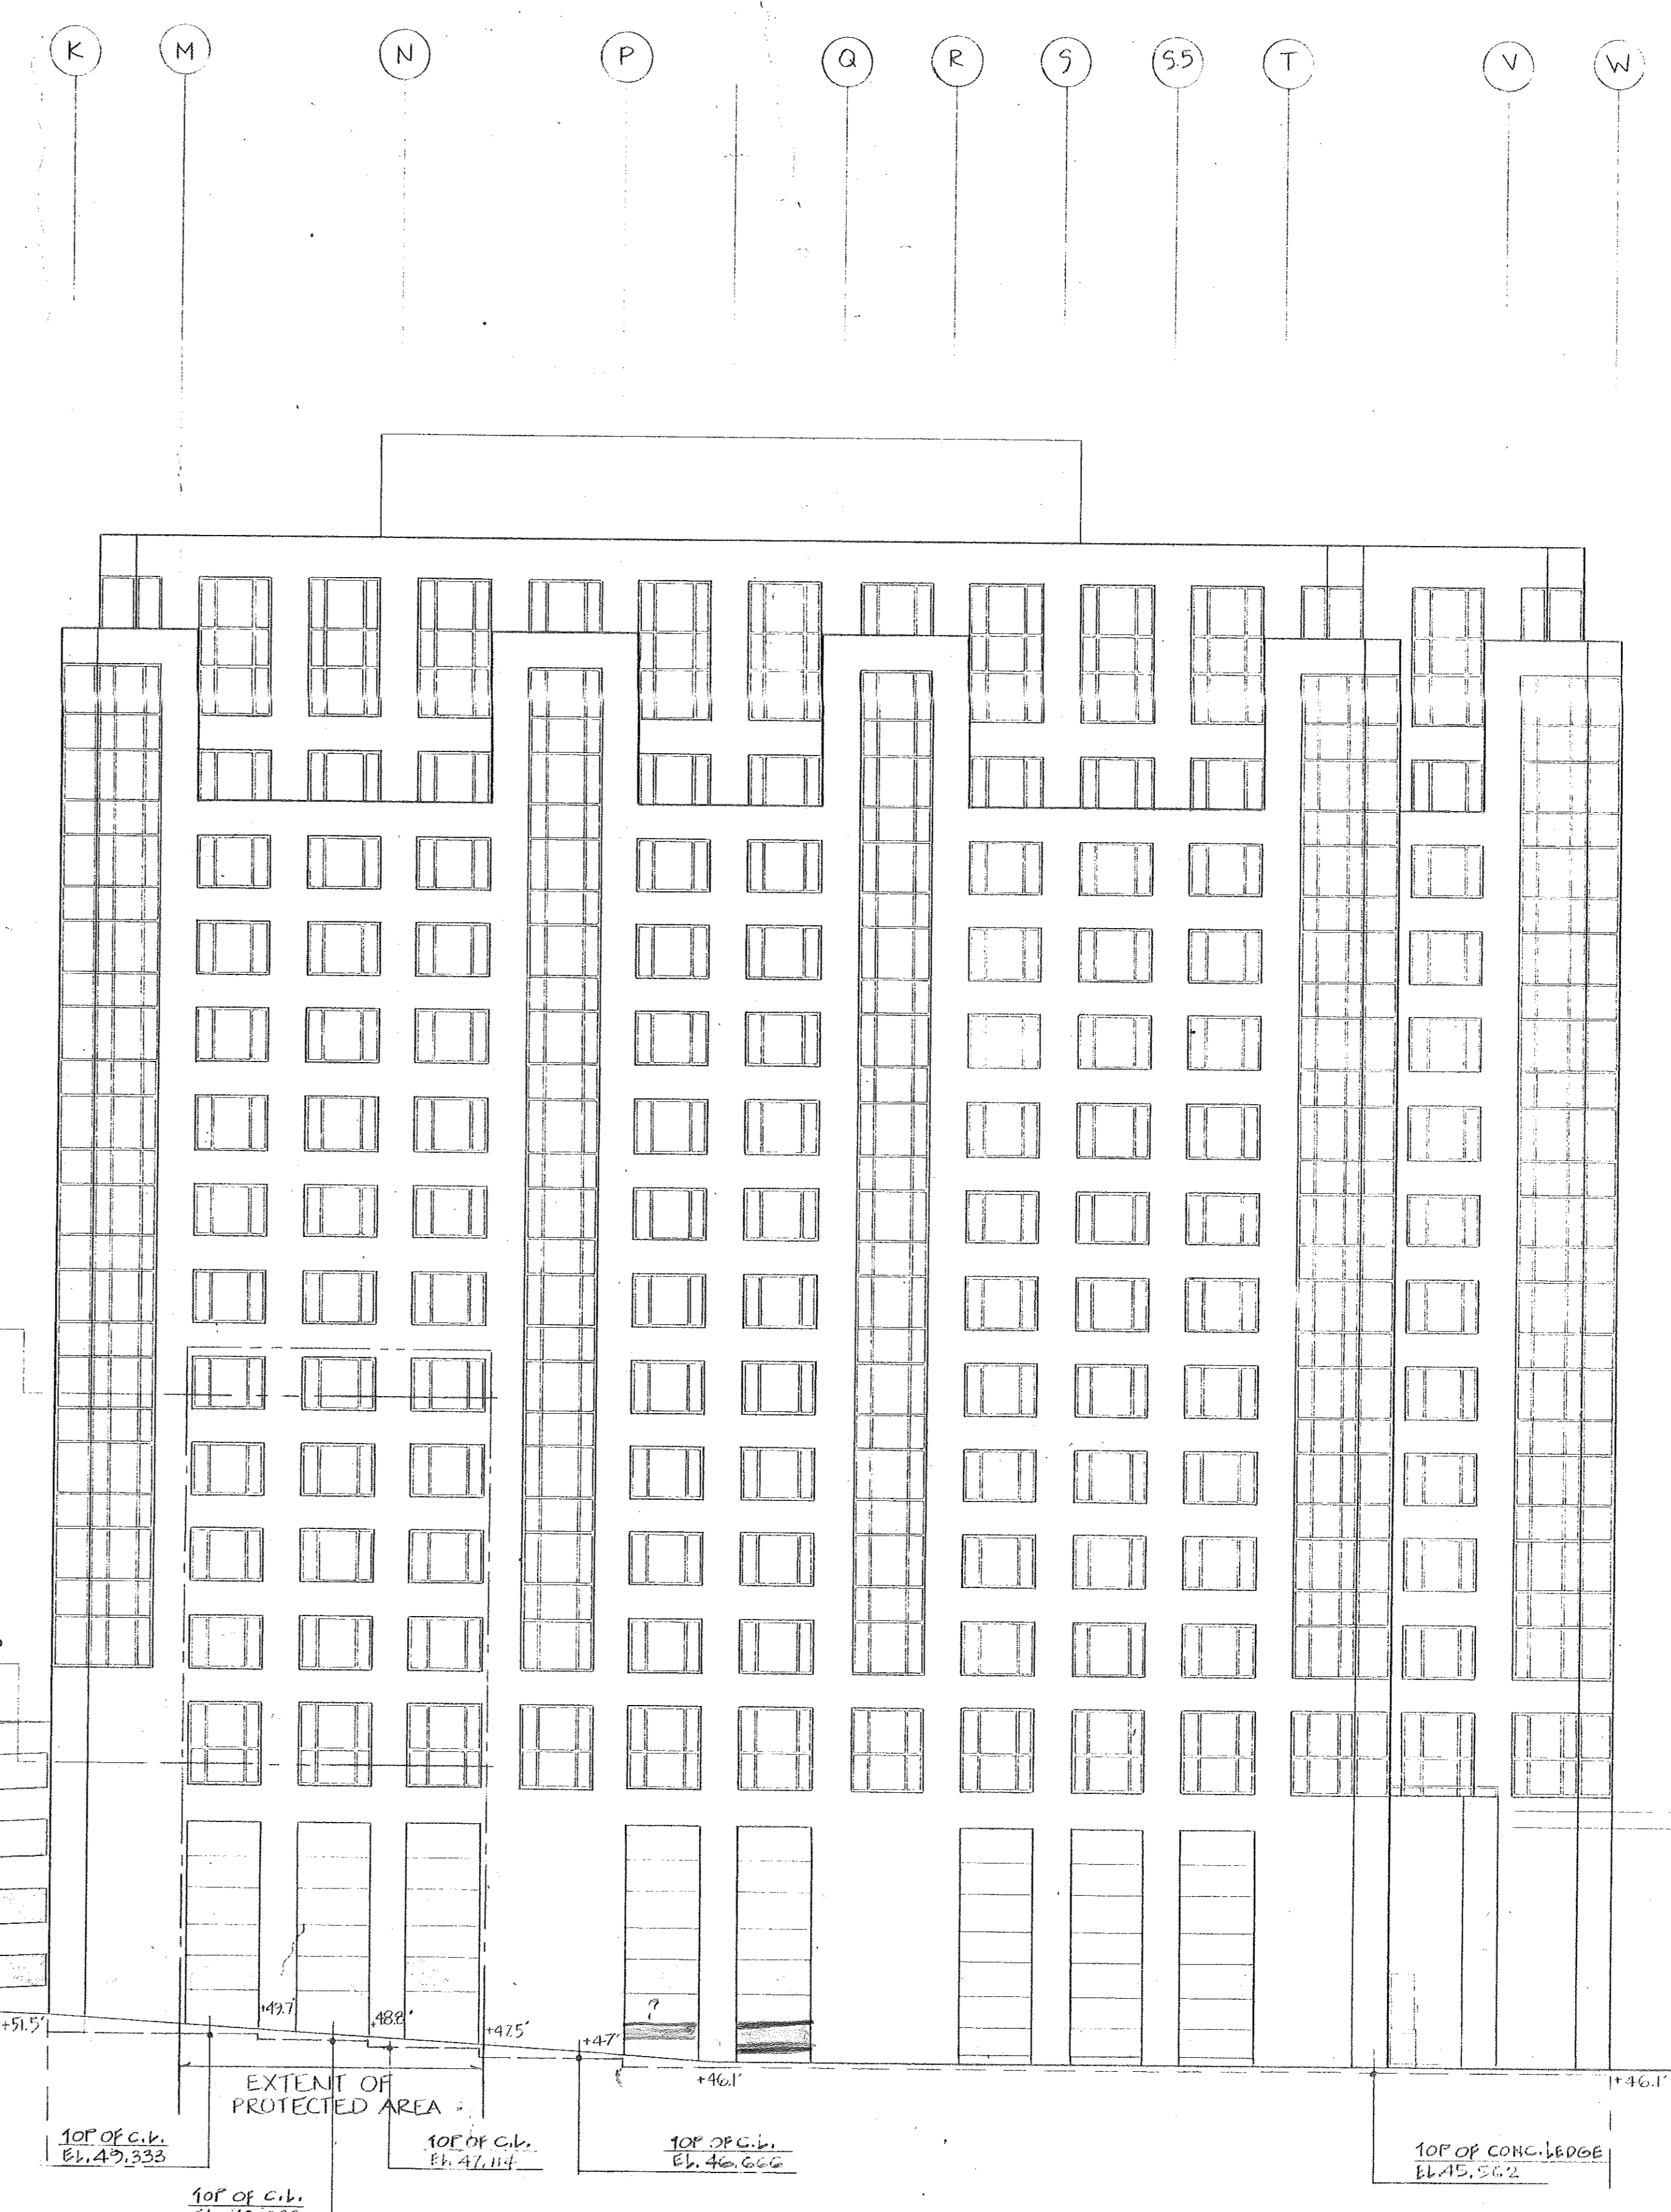 K M N P Q R S S.5 T V W
+51.5'
+49.7'
+48.8'
+47.5'
+47'
?
+46.1'
+46.1'
EXTENT OF
PROTECTED AREA
TOP OF C.L.
EL. 49.333
TOP OF C.L.
EL. 47.114
TOP OF C.L.
EL. 46.666
TOP OF CONC. LEDGE
EL. 45.562
TOP OF C.L.